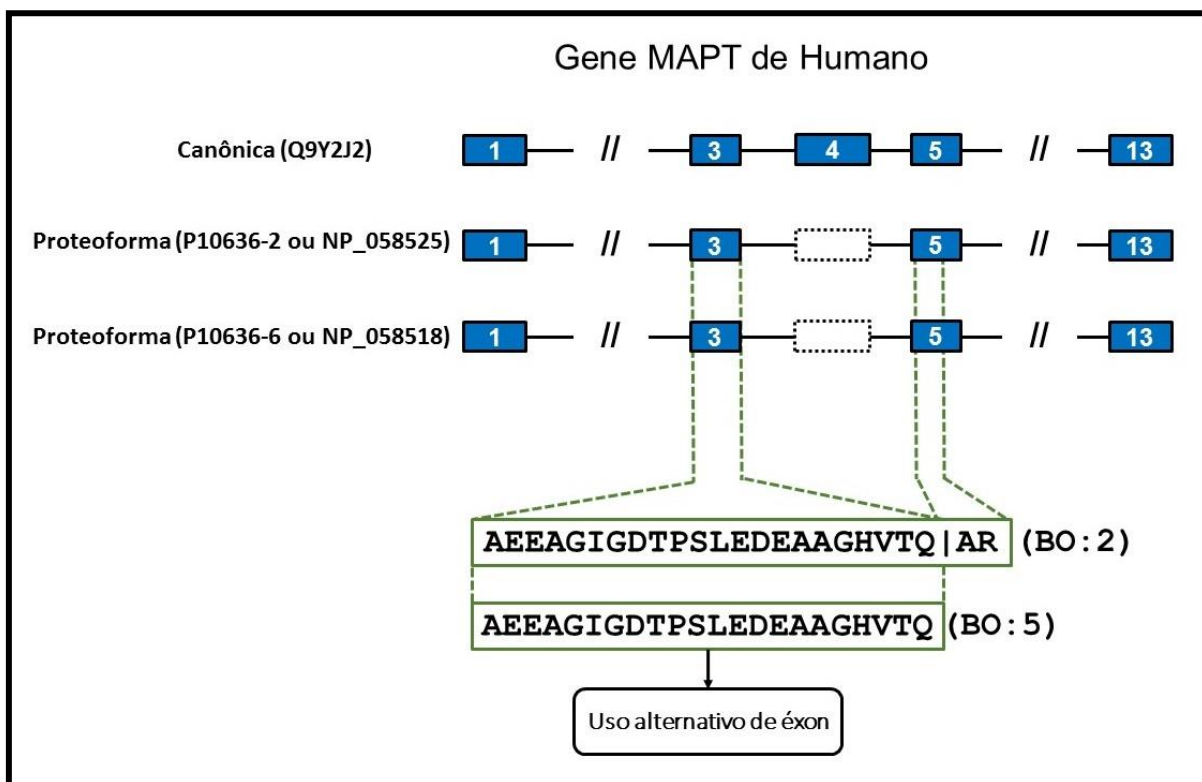 Gene MAPT de Humano
Canônica (Q9Y2J2)
1 // 3 4 5 // 13
Proteoforma (P10636-2 ou NP_058525)
1 // 3 5 // 13
Proteoforma (P10636-6 ou NP_058518)
1 // 3 5 // 13
AEEAGIGDTPSLEDEAAGHVTQ|AR (BO:2)
AEEAGIGDTPSLEDEAAGHVTQ (BO:5)
Uso alternativo de éxon